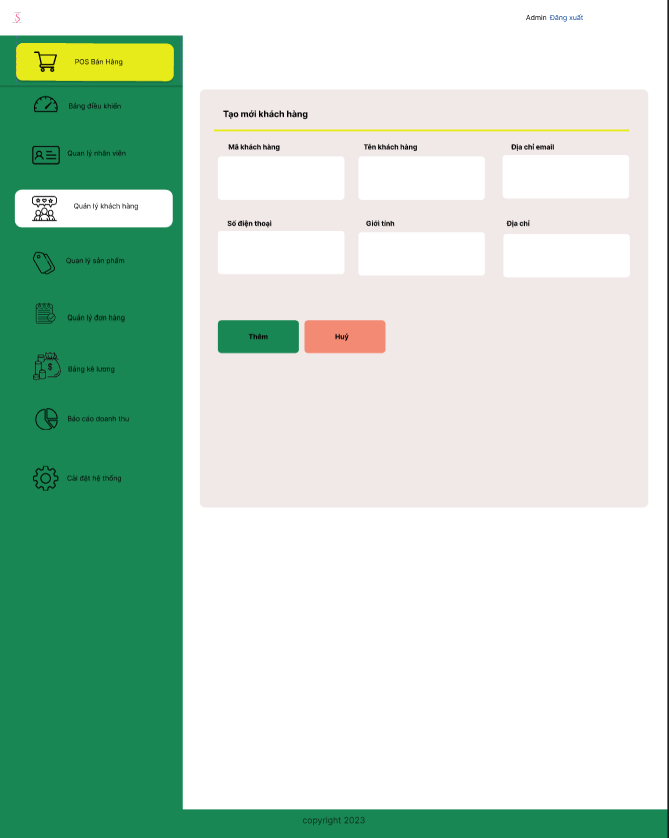 S
Admin Đăng xuất
POS Bán Hàng
Bảng điều khiển
Quan lý nhân viên
Quản lý khách hàng
Quan lý sản phẩm
Quản lý đơn hàng
Bảng kê lương
Báo cáo doanh thu
Cài đặt hệ thống
Tạo mới khách hàng
Mã khách hàng
Tên khách hàng
Địa chỉ email
Số điện thoại
Giới tính
Địa chỉ
Thêm
Huỷ
copyright 2023